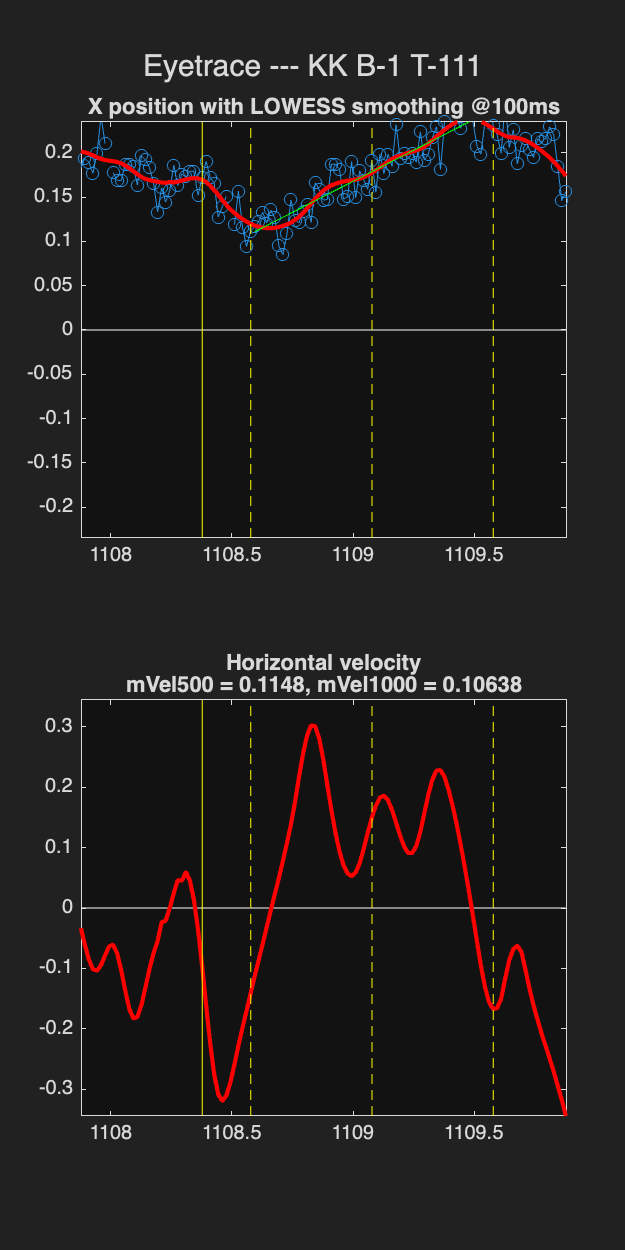 Eyetrace --- KK B-1 T-111
X position with LOWESS smoothing @100ms
0.2
0.15
0.1
0.05
0
-0.05
-0.1
-0.15
-0.2
1108 1108.5 1109 1109.5
Horizontal velocity
mVel500 = 0.1148, mVel1000 = 0.10638
0.3
0.2
0.1
0
-0.1
-0.2
-0.3
1108 1108.5 1109 1109.5